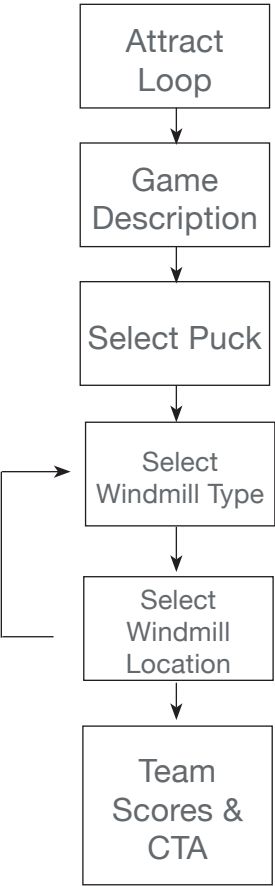 Attract
Loop
Game
Description
Select Puck
Select
Windmill Type
Select
Windmill
Location
Team
Scores &
CTA